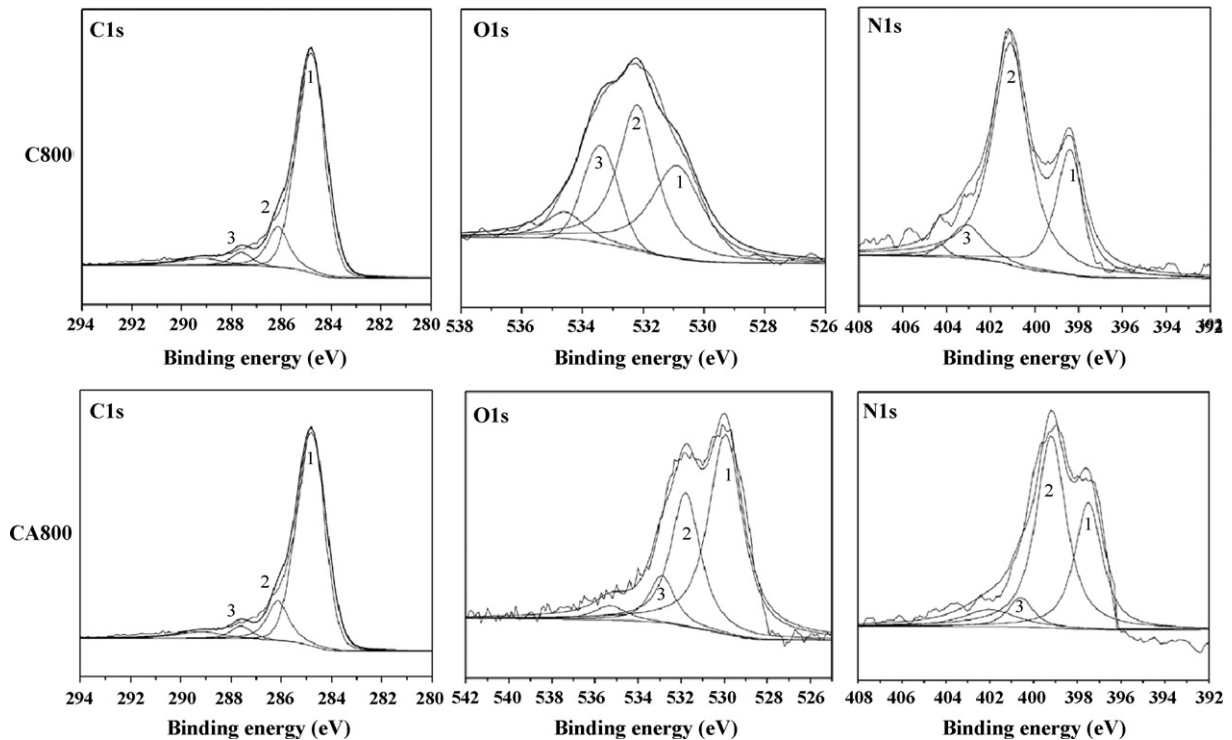 C1s
O1s
N1s
C800
1
2
3
2
3
1
2
1
3
294 292 290 288 286 284 282 280
538 536 534 532 530 528 526
408 406 404 402 400 398 396 394 392
Binding energy (eV)
Binding energy (eV)
Binding energy (eV)
C1s
O1s
N1s
CA800
1
2
3
1
2
3
2
1
3
294 292 290 288 286 284 282 280
542 540 538 536 534 532 530 528 526
408 406 404 402 400 398 396 394 392
Binding energy (eV)
Binding energy (eV)
Binding energy (eV)